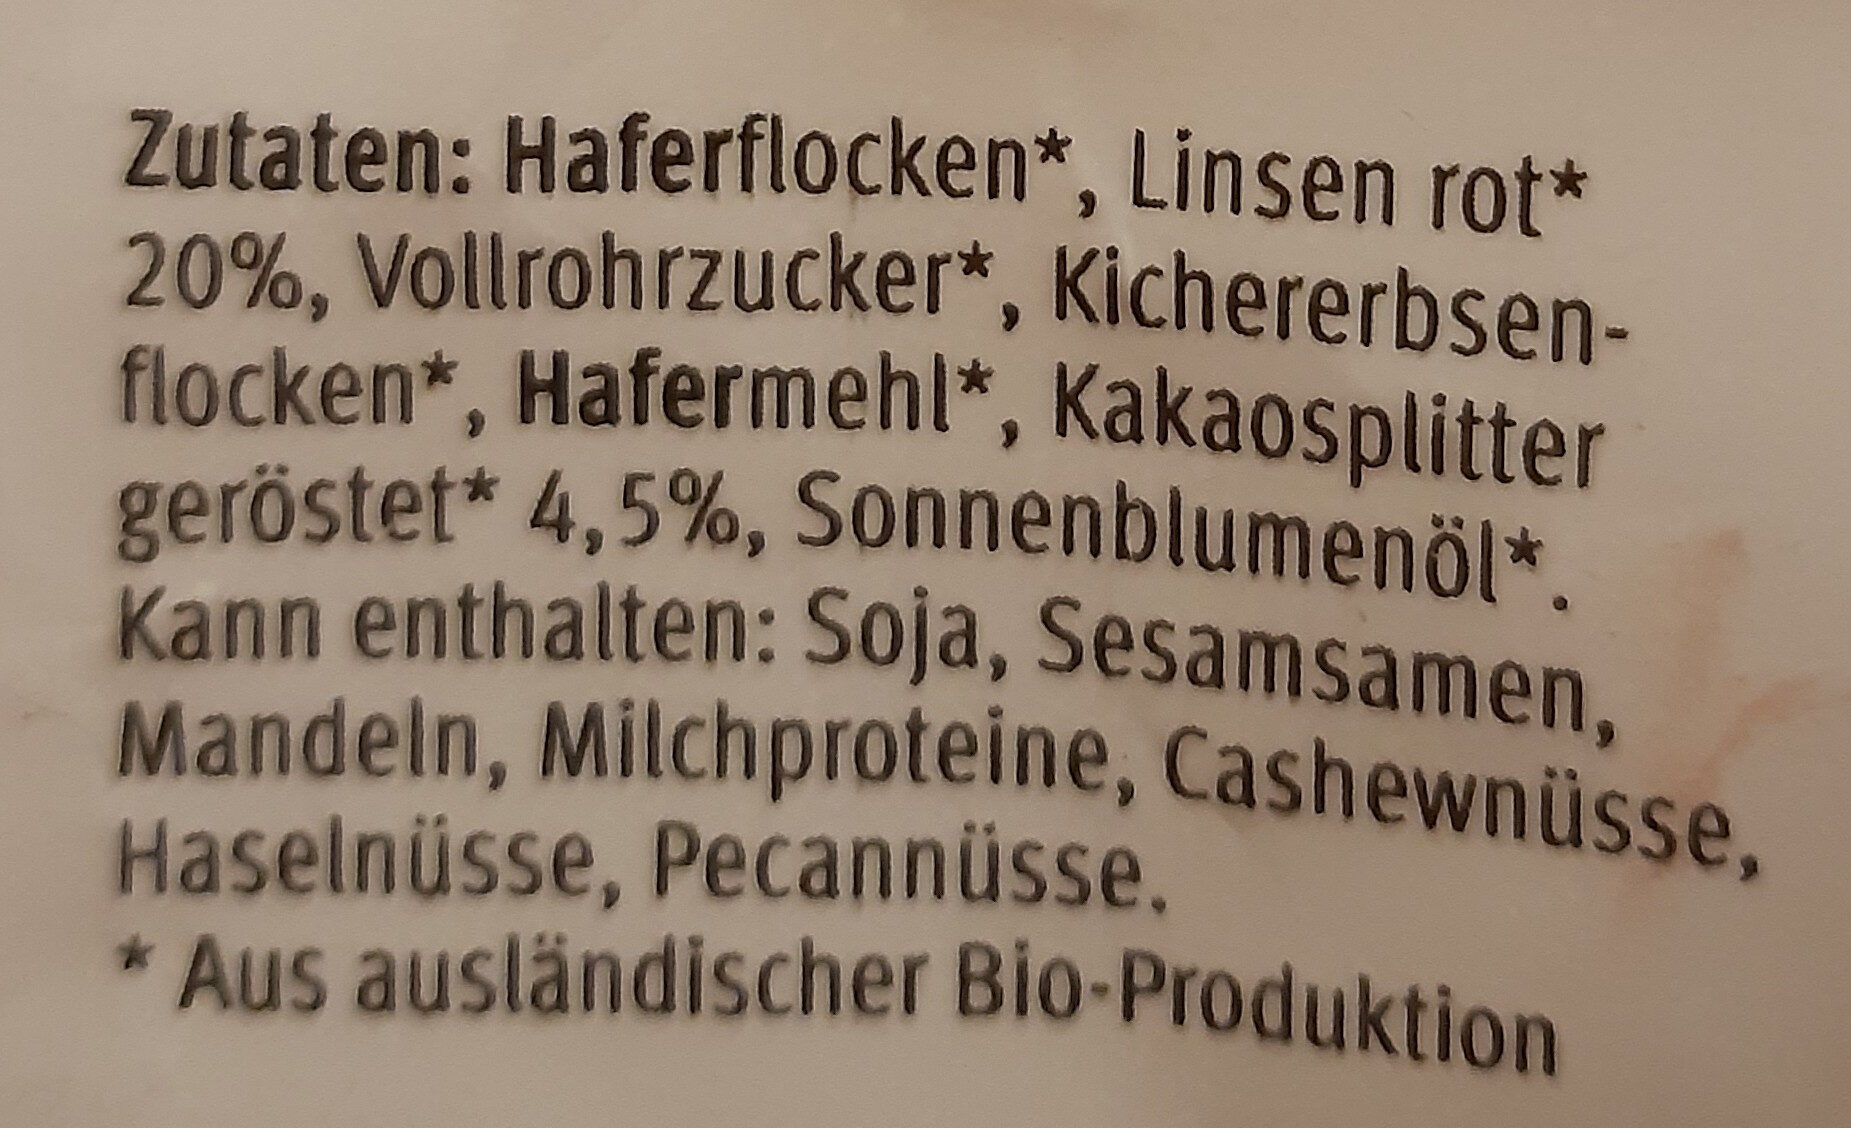 Zutaten: Haferflocken*, Linsen rot*
20%, Vollrohrzucker*, Kichererbsen-
flocken*, Hafermehl*, Kakaosplitter
geröstet* 4,5%, Sonnenblumenöl*.
Kann enthalten: Soja, Sesamsamen,
Mandeln, Milchproteine, Cashewnüsse,
Haselnüsse, Pecannüsse.
* Aus ausländischer Bio-Produktion